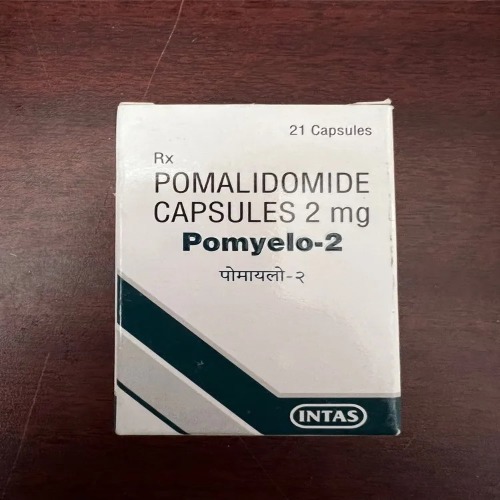 21 Capsules
Rx
POMALIDOMIDE
CAPSULES 2 mg
Pomyelo-2
पोमायलो-२
INTAS